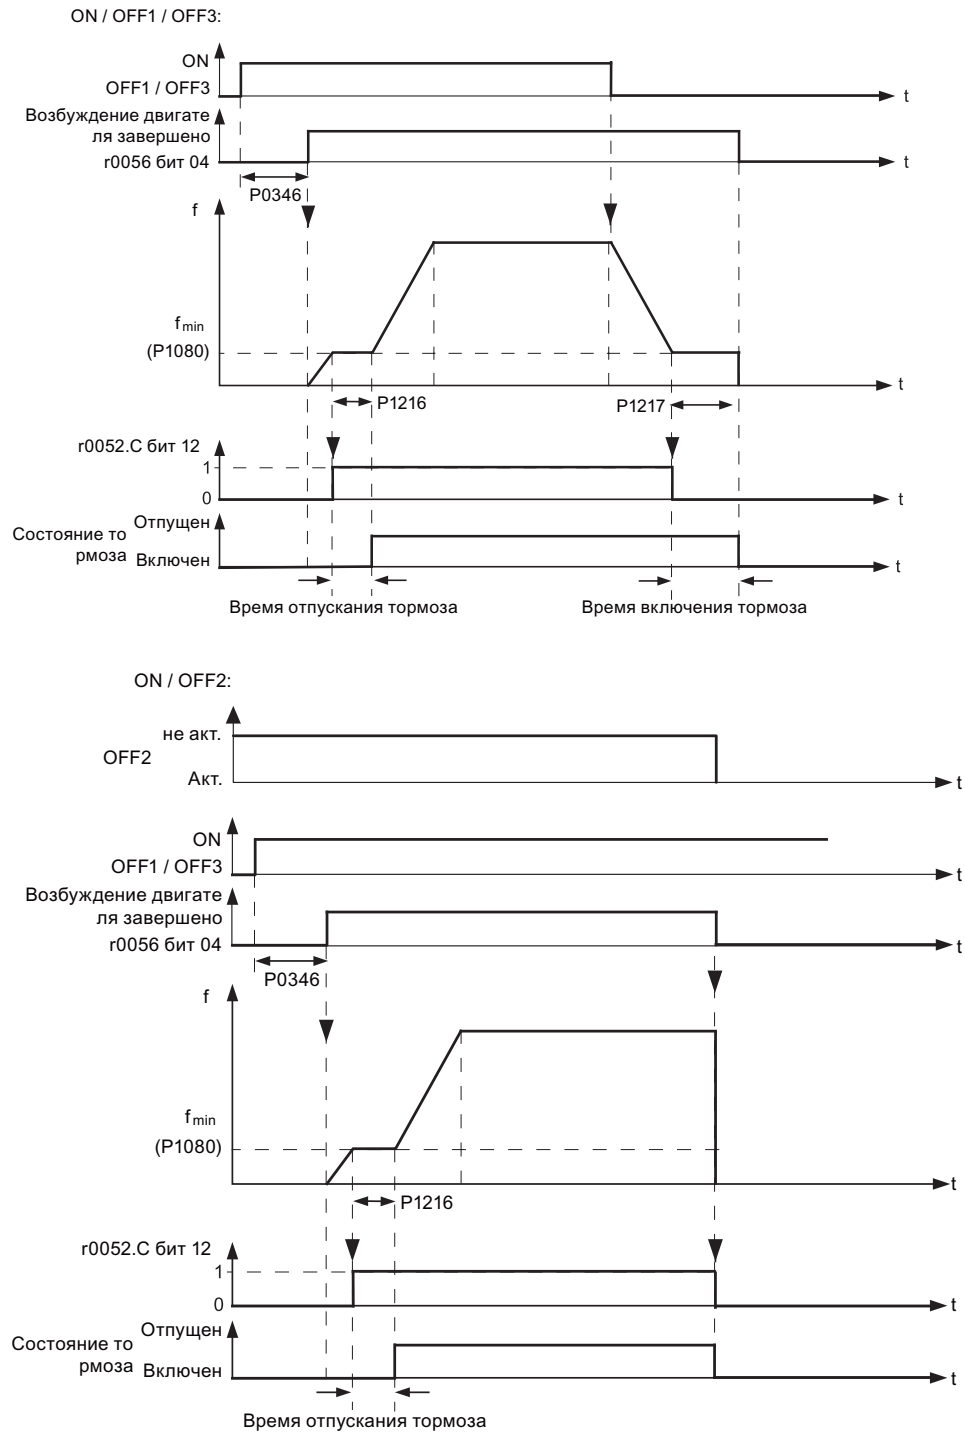 ON / OFF1 / OFF3:
ON
OFF1 / OFF3
t
Возбуждение двигате
ля завершено
r0056 бит 04
t
P0346
f
fmin
(P1080)
t
P1216
P1217
r0052.C бит 12
1
0
t
Состояние то
рмоза
Отпущен
Включен
t
Время отпускания тормоза
Время включения тормоза
ON / OFF2:
не акт.
OFF2
Акт.
t
ON
OFF1 / OFF3
t
Возбуждение двигате
ля завершено
r0056 бит 04
t
P0346
f
fmin
(P1080)
t
P1216
r0052.C бит 12
1
0
t
Состояние то
рмоза
Отпущен
Включен
t
Время отпускания тормоза